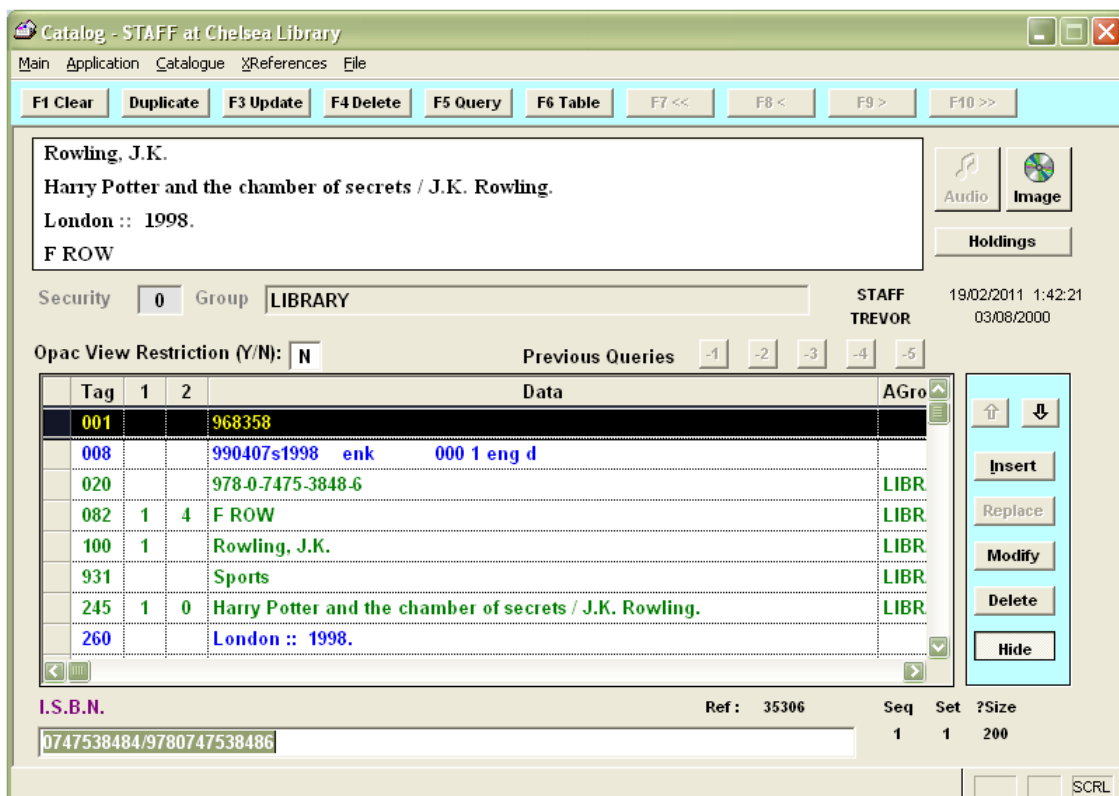 Catalog - STAFF at Chelsea Library
Main Application Catalogue XReferences File
F1 Clear Duplicate F3 Update F4 Delete F5 Query F6 Table F7 << F8 < F9 > F10 >>
Rowling, J.K.
Harry Potter and the chamber of secrets / J.K. Rowling.
London :: 1998.
F ROW
Audio Image
Holdings
Security 0 Group LIBRARY STAFF 19/02/2011 1:42:21
TREVOR 03/08/2000
Opac View Restriction (Y/N): N Previous Queries -1 -2 -3 -4 -5
Tag 1 2 Data AGro
001 968358
008 990407s1998 enk 000 1 eng d
020 978-0-7475-3848-6 LIBR
082 1 4 F ROW LIBR
100 1 Rowling, J.K. LIBR
931 Sports LIBR
245 1 0 Harry Potter and the chamber of secrets / J.K. Rowling. LIBR
260 London :: 1998.
Insert
Replace
Modify
Delete
Hide
I.S.B.N. Ref : 35306 Seq Set ?Size
0747538484/9780747538486 1 1 200
SCRL